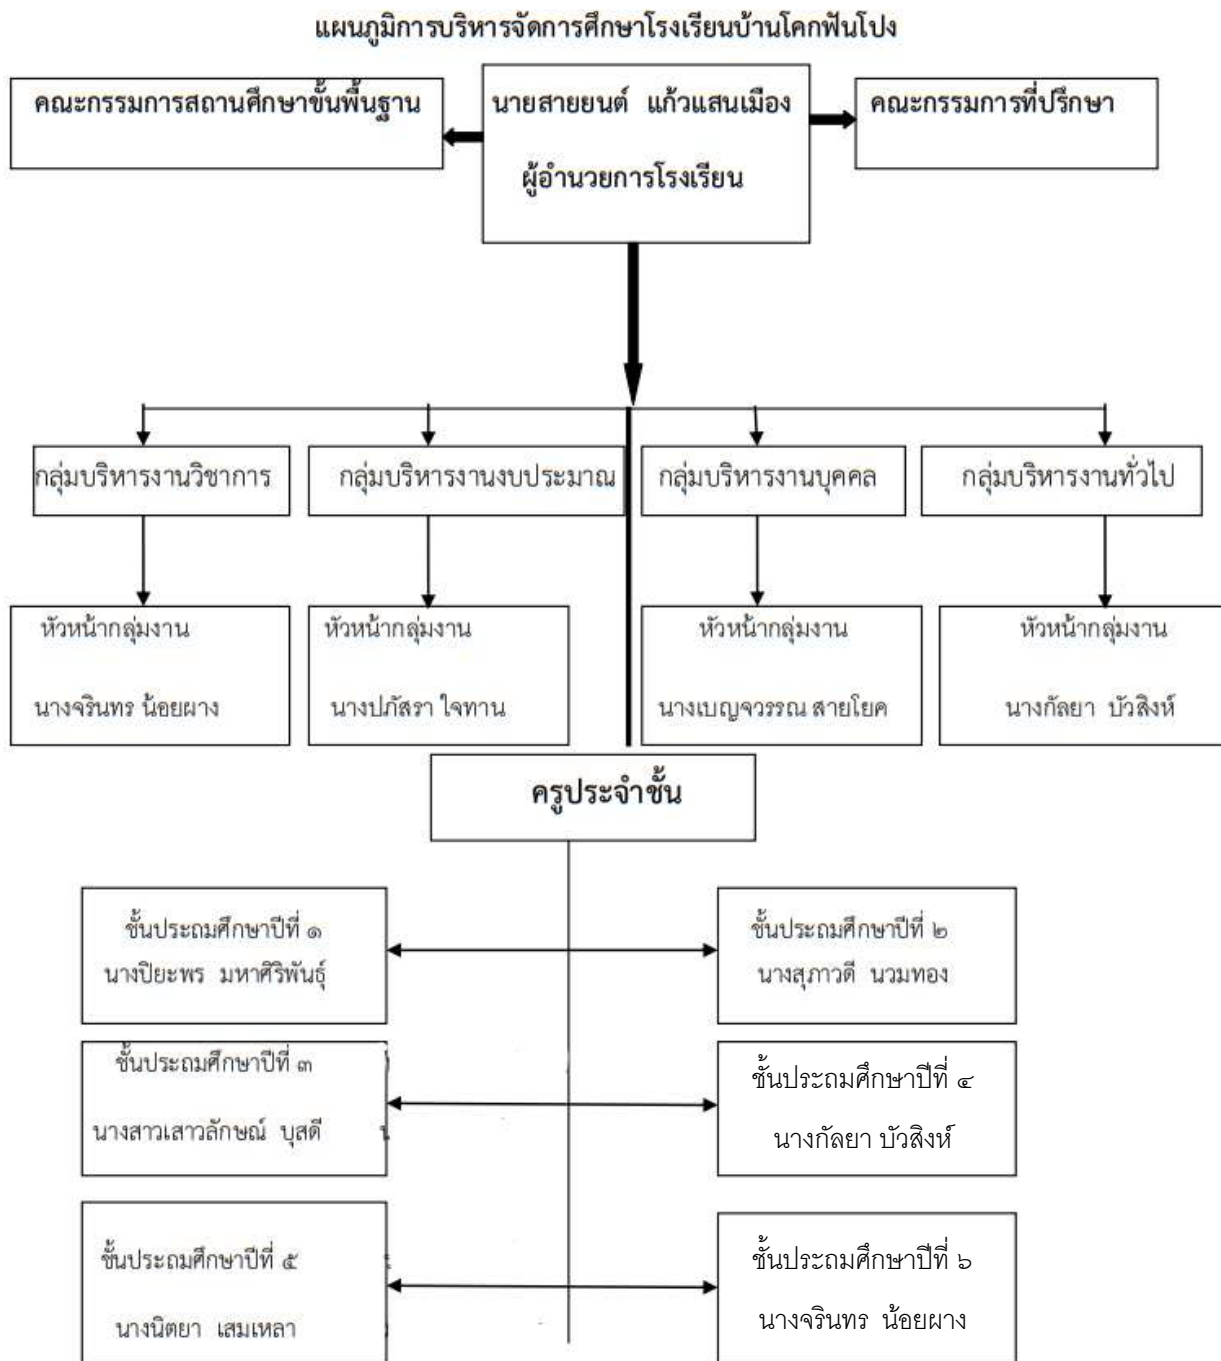 แผนภูมิการบริหารจัดการศึกษาโรงเรียนบ้านโคกฟันโปง
คณะกรรมการสถานศึกษาขั้นพื้นฐาน
นายสายยนต์ แก้วแสนเมือง
ผู้อำนวยการโรงเรียน
คณะกรรมการที่ปรึกษา
กลุ่มบริหารงานวิชาการ
กลุ่มบริหารงานงบประมาณ
กลุ่มบริหารงานบุคคล
กลุ่มบริหารงานทั่วไป
หัวหน้ากลุ่มงาน
นางจรินทร น้อยผาง
หัวหน้ากลุ่มงาน
นางปภัสรา ใจทาน
หัวหน้ากลุ่มงาน
นางเบญจวรรณ สายโยค
หัวหน้ากลุ่มงาน
นางกัลยา บัวสิงห์
ครูประจำชั้น
ชั้นประถมศึกษาปีที่ ๑
นางปิยะพร มหาศิริพันธุ์
ชั้นประถมศึกษาปีที่ ๒
นางสุภาวดี นวมทอง
ชั้นประถมศึกษาปีที่ ๓
นางสาวเสาวลักษณ์ บุสดี
ชั้นประถมศึกษาปีที่ ๔
นางกัลยา บัวสิงห์
ชั้นประถมศึกษาปีที่ ๕
นางนิตยา เสมเหลา
ชั้นประถมศึกษาปีที่ ๖
นางจรินทร น้อยผาง